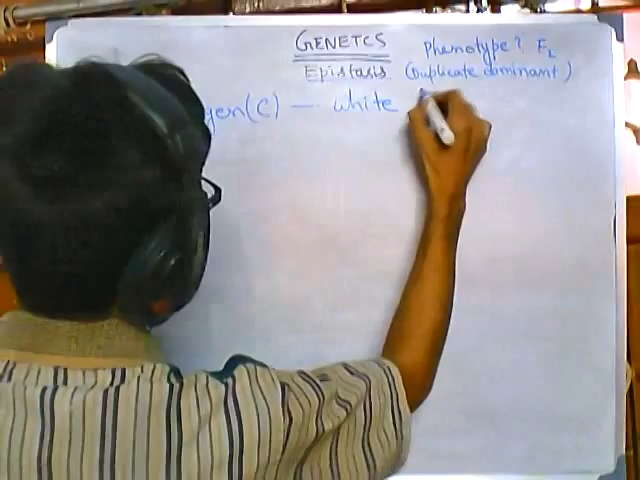 GENETCS phenotype? F2
Epistasis (Duplicate dominant)
gen(C) — white